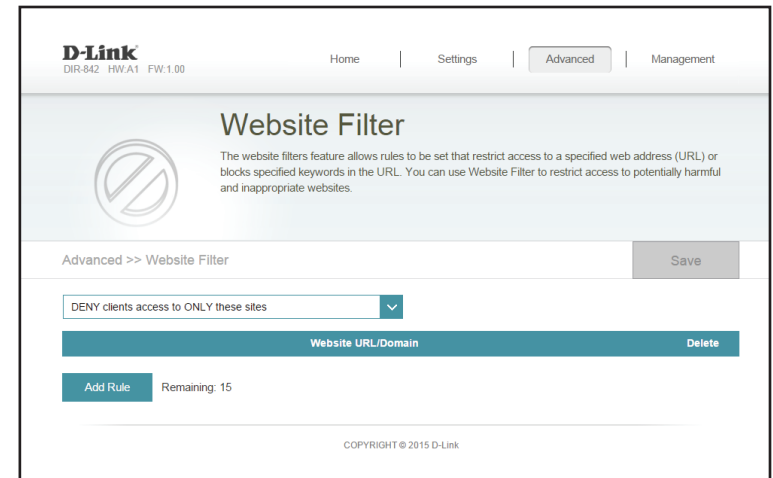 D-Link
DIR-842 HW:A1 FW:1.00
Home
Settings
Advanced
Management
Website Filter
The website filters feature allows rules to be set that restrict access to a specified web address (URL) or
blocks specified keywords in the URL. You can use Website Filter to restrict access to potentially harmful
and inappropriate websites.
Advanced >> Website Filter
Save
DENY clients access to ONLY these sites
Website URL/Domain
Delete
Add Rule
Remaining: 15
COPYRIGHT © 2015 D-Link